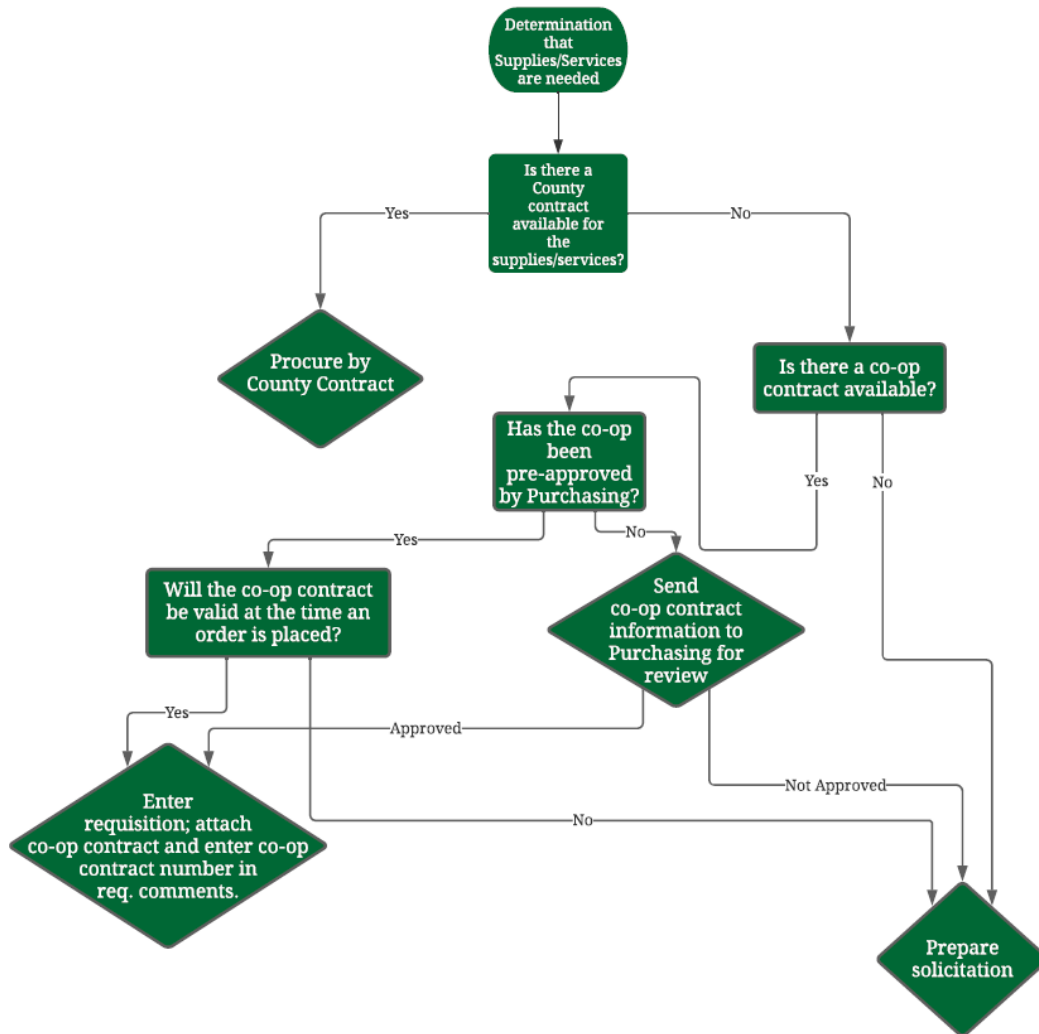 Determination
that
Supplies/Services
are needed
Is there a
County
contract
available for
the
supplies/services?
Yes
No
Procure by
County Contract
Is there a co-op
contract available?
Has the co-op
been
pre-approved
by Purchasing?
Yes
No
Yes
No
Will the co-op contract
be valid at the time an
order is placed?
Send
co-op contract
information to
Purchasing for
review
Yes
Approved
Not Approved
No
Enter
requisition; attach
co-op contract and enter co-op
contract number in
req. comments.
Prepare
solicitation